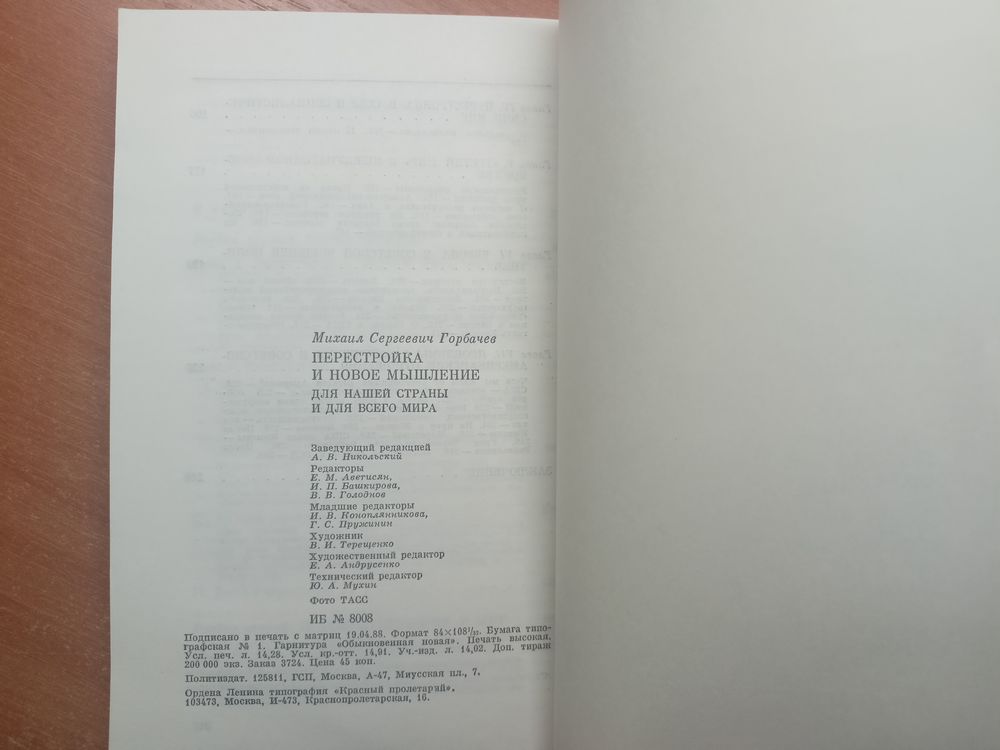 Михаил Сергеевич Горбачев
ПЕРЕСТРОЙКА
И НОВОЕ МЫШЛЕНИЕ
ДЛЯ НАШЕЙ СТРАНЫ
И ДЛЯ ВСЕГО МИРА
Заведующий редакцией
А. В. Никольский
Редакторы
Е. М. Аветисян,
И. П. Башкирова,
В. В. Голоднов
Младшие редакторы
И. В. Коноплянникова,
Г. С. Пружинин
Художник
В. И. Терещенко
Художественный редактор
Е. А. Андрусенко
Технический редактор
Ю. А. Мухин
Фото ТАСС
ИБ № 8008
Подписано в печать с матриц 19.04.88. Формат 84×108¹/₃₂. Бумага типо-
графская № 1. Гарнитура «Обыкновенная новая». Печать высокая.
Усл. печ. л. 14,28. Усл. кр.-отт. 14,91. Уч.-изд. л. 14,02. Доп. тираж
200 000 экз. Заказ 3724. Цена 45 коп.
Политиздат. 125811, ГСП, Москва, А-47, Миусская пл., 7.
Ордена Ленина типография «Красный пролетарий».
103473, Москва, И-473, Краснопролетарская, 16.